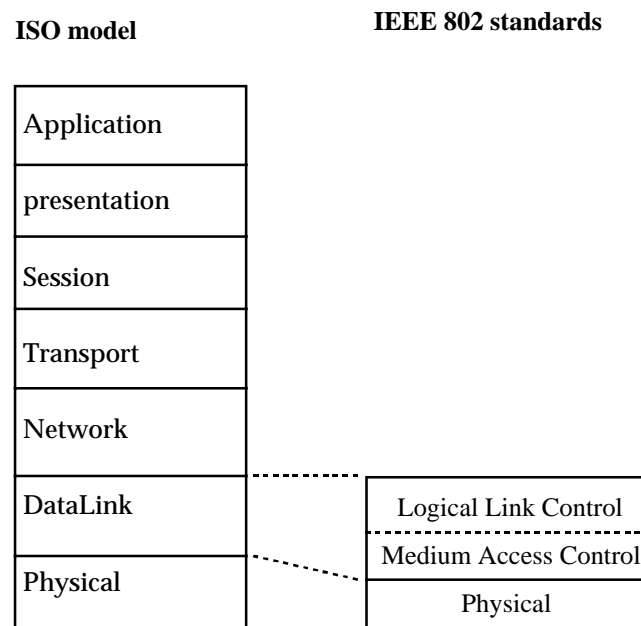 ISO model
IEEE 802 standards
Application
presentation
Session
Transport
Network
DataLink
Physical
Logical Link Control
Medium Access Control
Physical